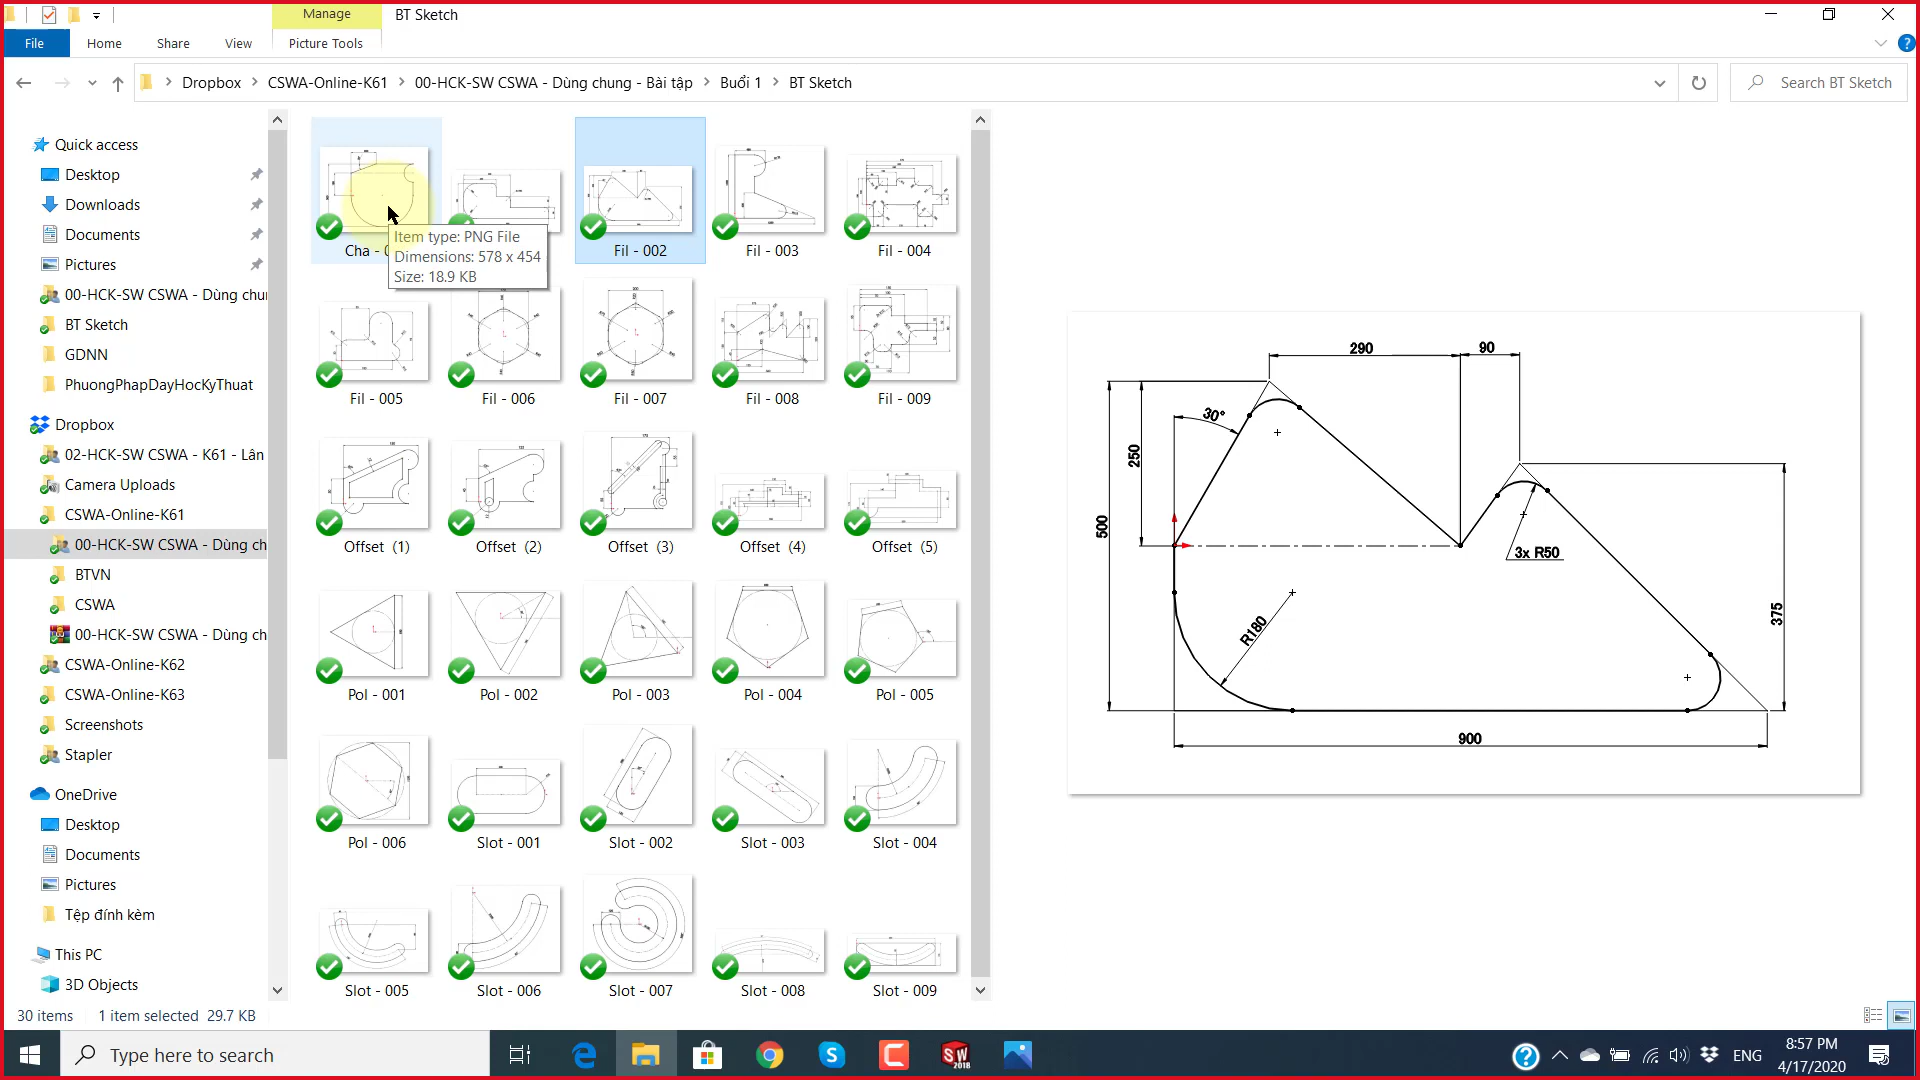 Manage
BT Sketch
File
Home
Share
View
Picture Tools
?
Dropbox
CSWA-Online-K61
00-HCK-SW CSWA - Dùng chung - Bài tập
Buổi 1
BT Sketch
Search BT Sketch
Quick access
Desktop
Downloads
Documents
Pictures
00-HCK-SW CSWA - Dùng chun
BT Sketch
GDNN
PhuongPhapDayHocKyThuat
Dropbox
02-HCK-SW CSWA - K61 - Lân
Camera Uploads
CSWA-Online-K61
00-HCK-SW CSWA - Dùng ch
BTVN
CSWA
00-HCK-SW CSWA - Dùng ch
CSWA-Online-K62
CSWA-Online-K63
Screenshots
Stapler
OneDrive
Desktop
Documents
Pictures
Tệp đính kèm
This PC
3D Objects
Cha - 0
Item type: PNG File
Dimensions: 578 x 454
Size: 18.9 KB
Fil - 002
Fil - 003
Fil - 004
Fil - 005
Fil - 006
Fil - 007
Fil - 008
Fil - 009
Offset (1)
Offset (2)
Offset (3)
Offset (4)
Offset (5)
Pol - 001
Pol - 002
Pol - 003
Pol - 004
Pol - 005
Pol - 006
Slot - 001
Slot - 002
Slot - 003
Slot - 004
Slot - 005
Slot - 006
Slot - 007
Slot - 008
Slot - 009
290
90
30°
250
500
3x R50
375
R180
900
30 items
1 item selected 29.7 KB
Type here to search
SW
2018
?
ENG
8:57 PM
4/17/2020